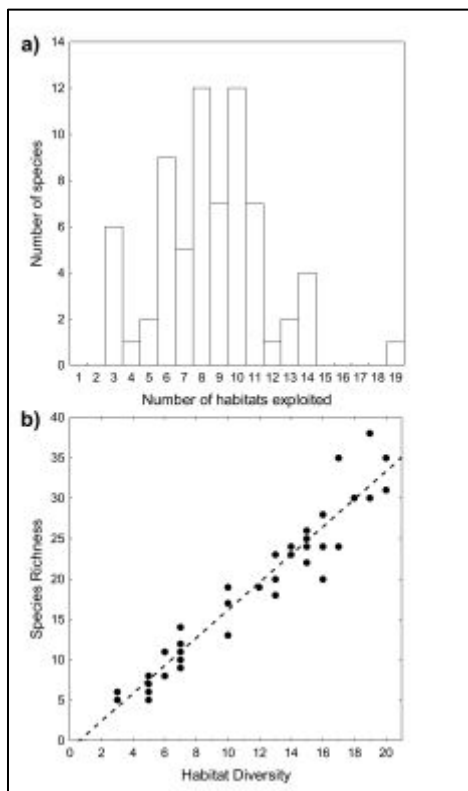 a)
14
12
10
8
6
4
2
0
Number of species
1 2 3 4 5 6 7 8 9 10 11 12 13 14 15 16 17 18 19
Number of habitats exploited
b)
40
35
30
25
20
15
10
5
0
Species Richness
0 2 4 6 8 10 12 14 16 18 20
Habitat Diversity